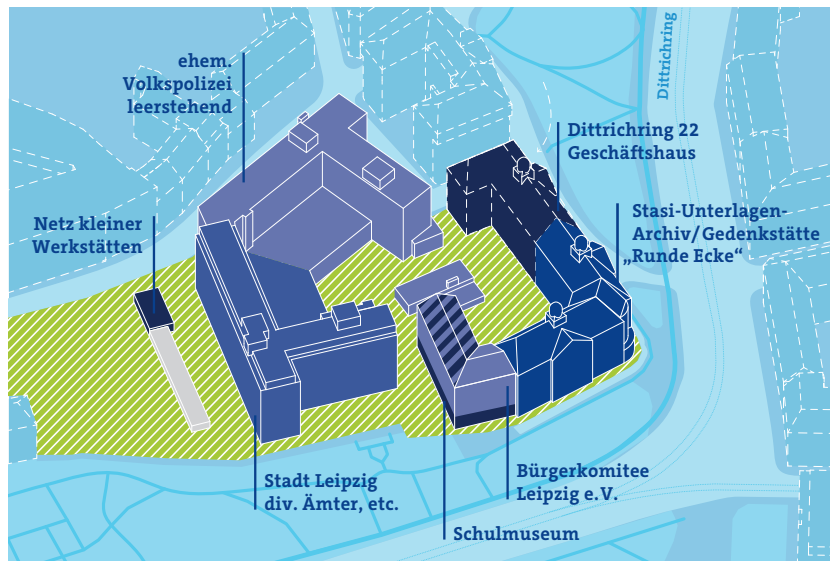 ehem.
Volkspolizei
leerstehend
Dittrichring
Dittrichring 22
Geschäftshaus
Netz kleiner
Werkstätten
Stasi-Unterlagen-
Archiv/Gedenkstätte
„Runde Ecke“
Stadt Leipzig
div. Ämter, etc.
Bürgerkomitee
Leipzig e.V.
Schulmuseum